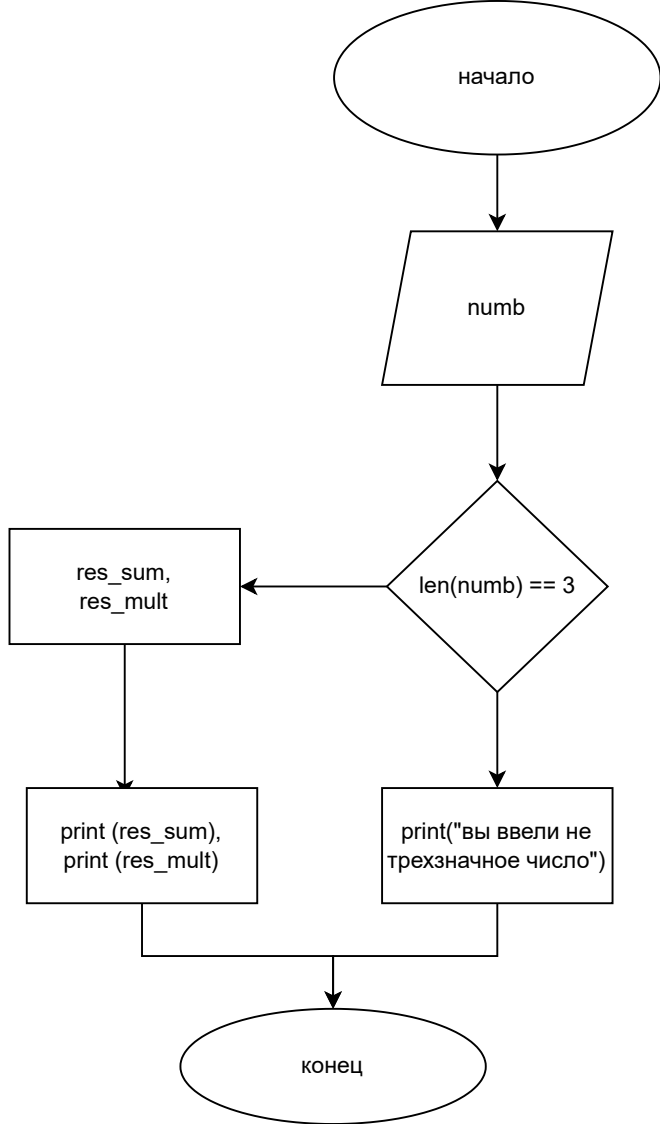 начало
numb
len(numb) == 3
res_sum,
res_mult
print (res_sum),
print (res_mult)
print("вы ввели не
трехзначное число")
конец